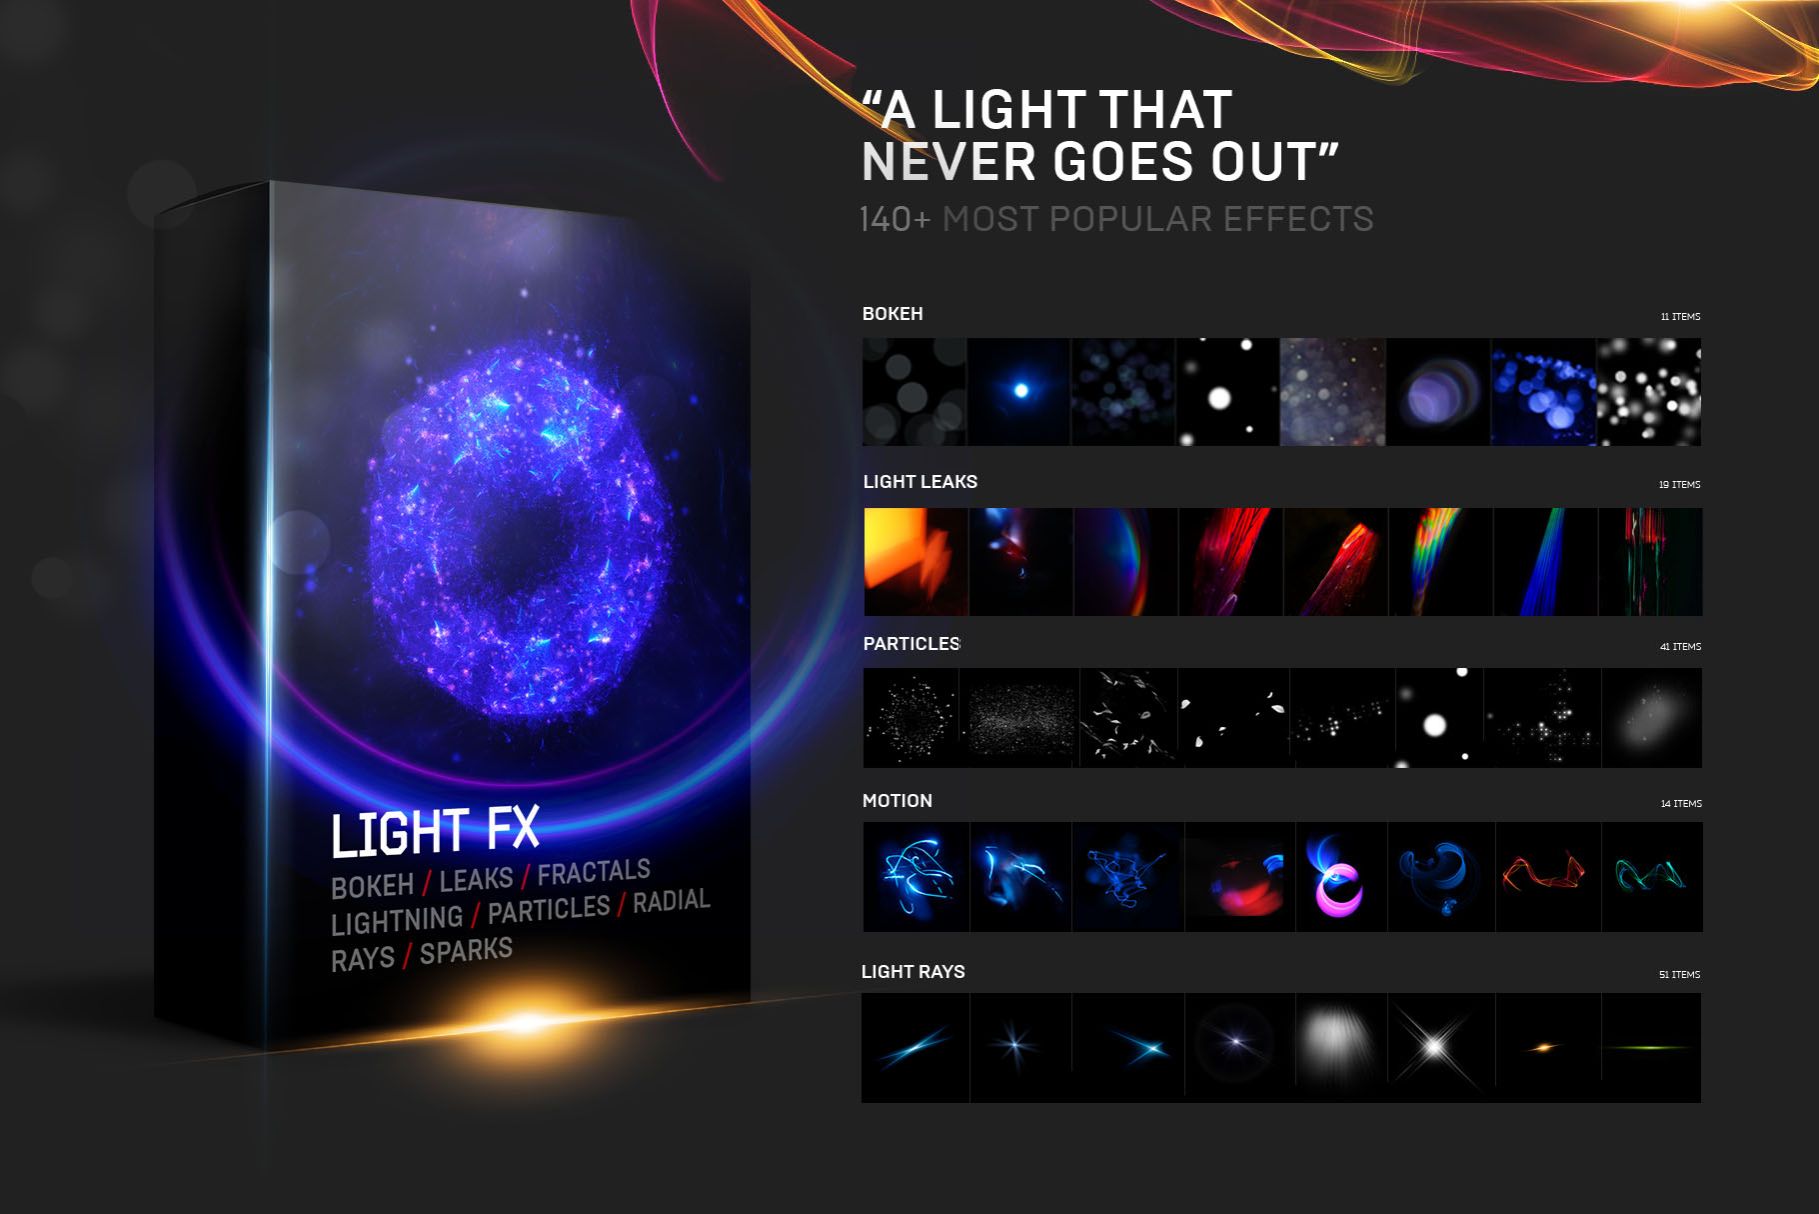 “A LIGHT THAT
NEVER GOES OUT”
140+ MOST POPULAR EFFECTS
BOKEH
11 ITEMS
LIGHT LEAKS
19 ITEMS
PARTICLES
41 ITEMS
MOTION
14 ITEMS
LIGHT RAYS
51 ITEMS
LIGHT FX
BOKEH / LEAKS / FRACTALS
LIGHTNING / PARTICLES / RADIAL
RAYS / SPARKS